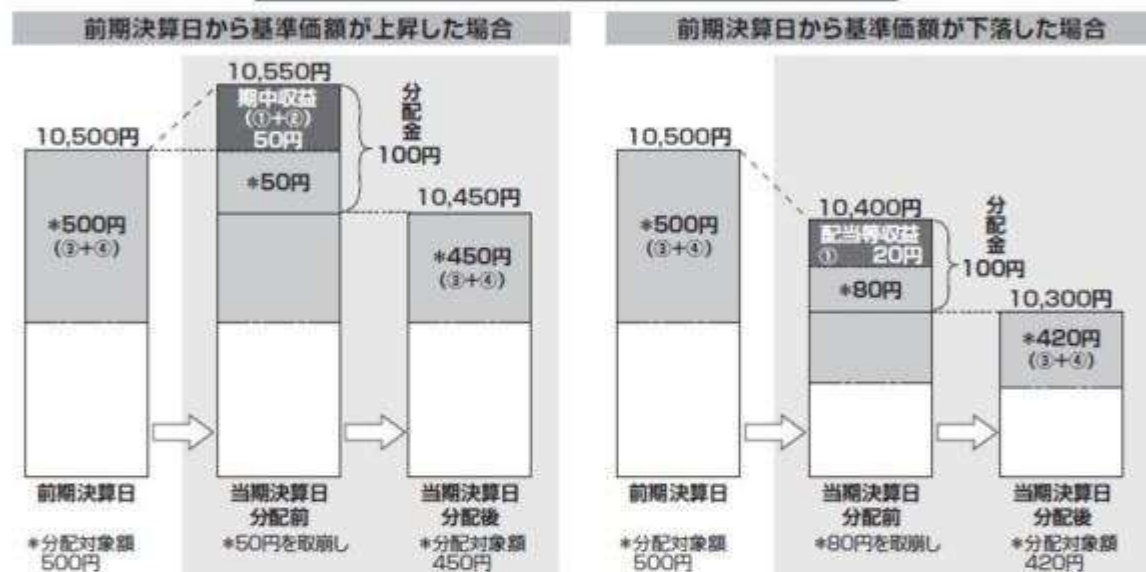 前期決算日から基準価額が上昇した場合
10,550円
期中収益
(①+②)
50円
分配金
100円
10,500円
*50円
10,450円
*500円
(③+④)
*450円
(③+④)
前期決算日
当期決算日
分配前
当期決算日
分配後
*分配対象額
500円
*50円を取崩し
*分配対象額
450円
前期決算日から基準価額が下落した場合
10,500円
*500円
(③+④)
10,400円
配当等収益
① 20円
分配金
100円
*80円
10,300円
*420円
(③+④)
前期決算日
当期決算日
分配前
当期決算日
分配後
*分配対象額
500円
*80円を取崩し
*分配対象額
420円